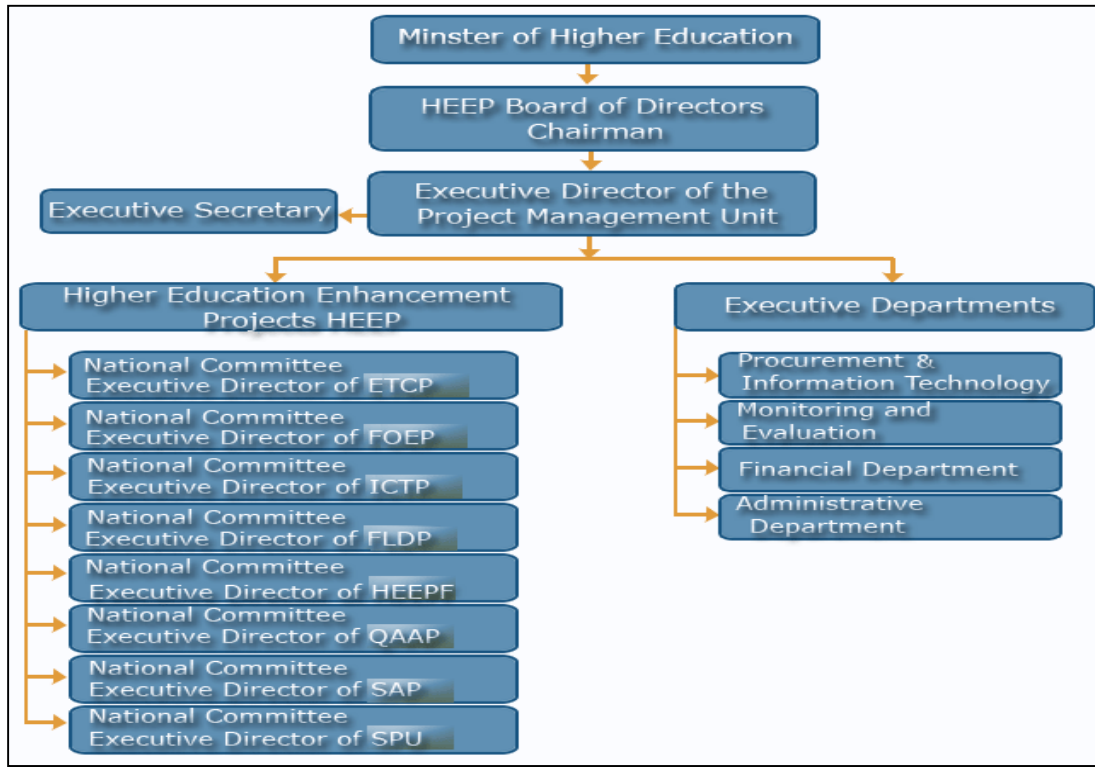 Minster of Higher Education
HEEP Board of Directors
Chairman
Executive Director of the
Project Management Unit
Executive Secretary
Higher Education Enhancement
Projects HEEP
National Committee
Executive Director of ETCP
National Committee
Executive Director of FOEP
National Committee
Executive Director of ICTP
National Committee
Executive Director of FLDP
National Committee
Executive Director of HEEPF
National Committee
Executive Director of QAAP
National Committee
Executive Director of SAP
National Committee
Executive Director of SPU
Executive Departments
Procurement &
Information Technology
Monitoring and
Evaluation
Financial Department
Administrative
Department